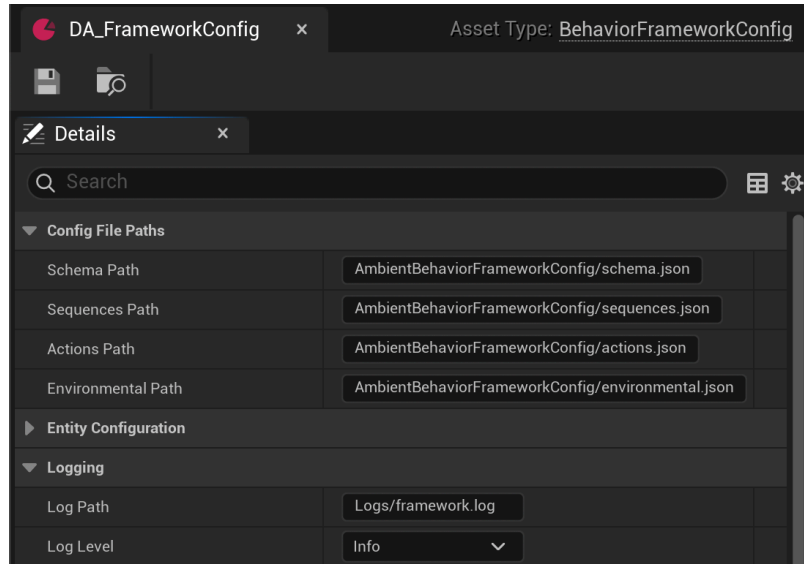 DA_FrameworkConfig
Asset Type: BehaviorFrameworkConfig
Details
Search
Config File Paths
Schema Path AmbientBehaviorFrameworkConfig/schema.json
Sequences Path AmbientBehaviorFrameworkConfig/sequences.json
Actions Path AmbientBehaviorFrameworkConfig/actions.json
Environmental Path AmbientBehaviorFrameworkConfig/environmental.json
Entity Configuration
Logging
Log Path Logs/framework.log
Log Level Info